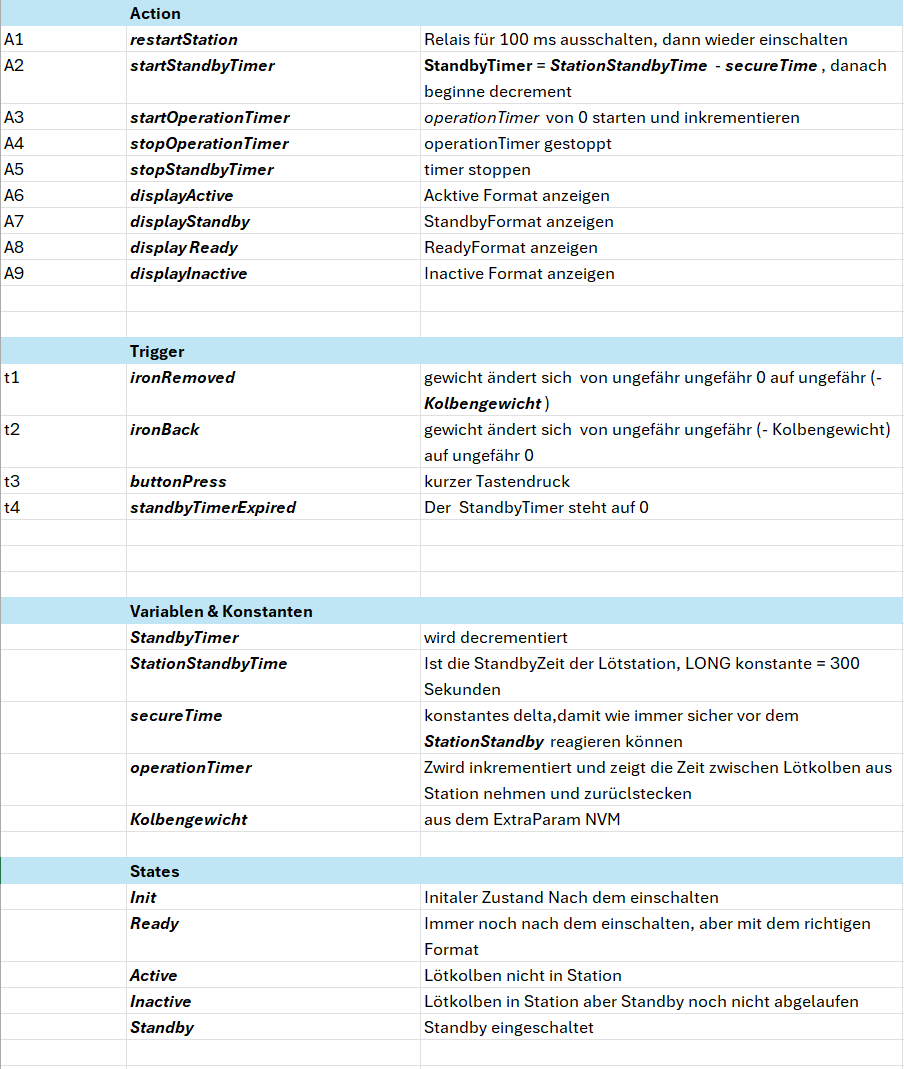 Action
A1 restartStation Relais für 100 ms ausschalten, dann wieder einschalten
A2 startStandbyTimer StandbyTimer = StationStandbyTime - secureTime , danach
beginne decrement
A3 startOperationTimer operationTimer von 0 starten und inkrementieren
A4 stopOperationTimer operationTimer gestoppt
A5 stopStandbyTimer timer stoppen
A6 displayActive Acktive Format anzeigen
A7 displayStandby StandbyFormat anzeigen
A8 display Ready ReadyFormat anzeigen
A9 displayInactive Inactive Format anzeigen
Trigger
t1 ironRemoved gewicht ändert sich von ungefähr ungefähr 0 auf ungefähr (-
Kolbengewicht )
t2 ironBack gewicht ändert sich von ungefähr ungefähr (- Kolbengewicht)
auf ungefähr 0
t3 buttonPress kurzer Tastendruck
t4 standbyTimerExpired Der StandbyTimer steht auf 0
Variablen & Konstanten
StandbyTimer wird decrementiert
StationStandbyTime Ist die StandbyZeit der Lötstation, LONG konstante = 300
Sekunden
secureTime konstantes delta,damit wie immer sicher vor dem
StationStandby reagieren können
operationTimer Zwird inkrementiert und zeigt die Zeit zwischen Lötkolben aus
Station nehmen und zurüclstecken
Kolbengewicht aus dem ExtraParam NVM
States
Init Initaler Zustand Nach dem einschalten
Ready Immer noch nach dem einschalten, aber mit dem richtigen
Format
Active Lötkolben nicht in Station
Inactive Lötkolben in Station aber Standby noch nicht abgelaufen
Standby Standby eingeschaltet